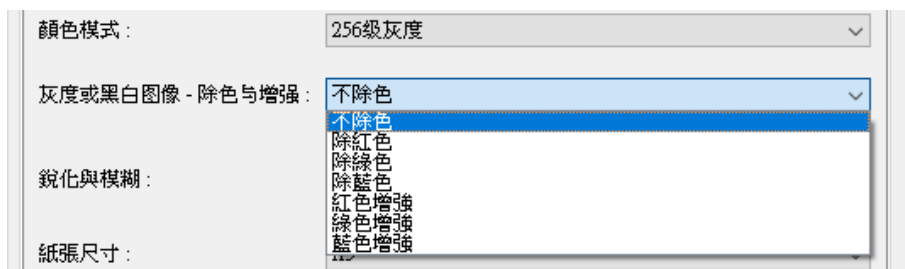 顏色模式 : 256级灰度
灰度或黑白图像 - 除色与增强 : 不除色
不除色
除紅色
除綠色
除藍色
紅色增強
綠色增強
藍色增強
銳化與模糊 :
紙張尺寸 :